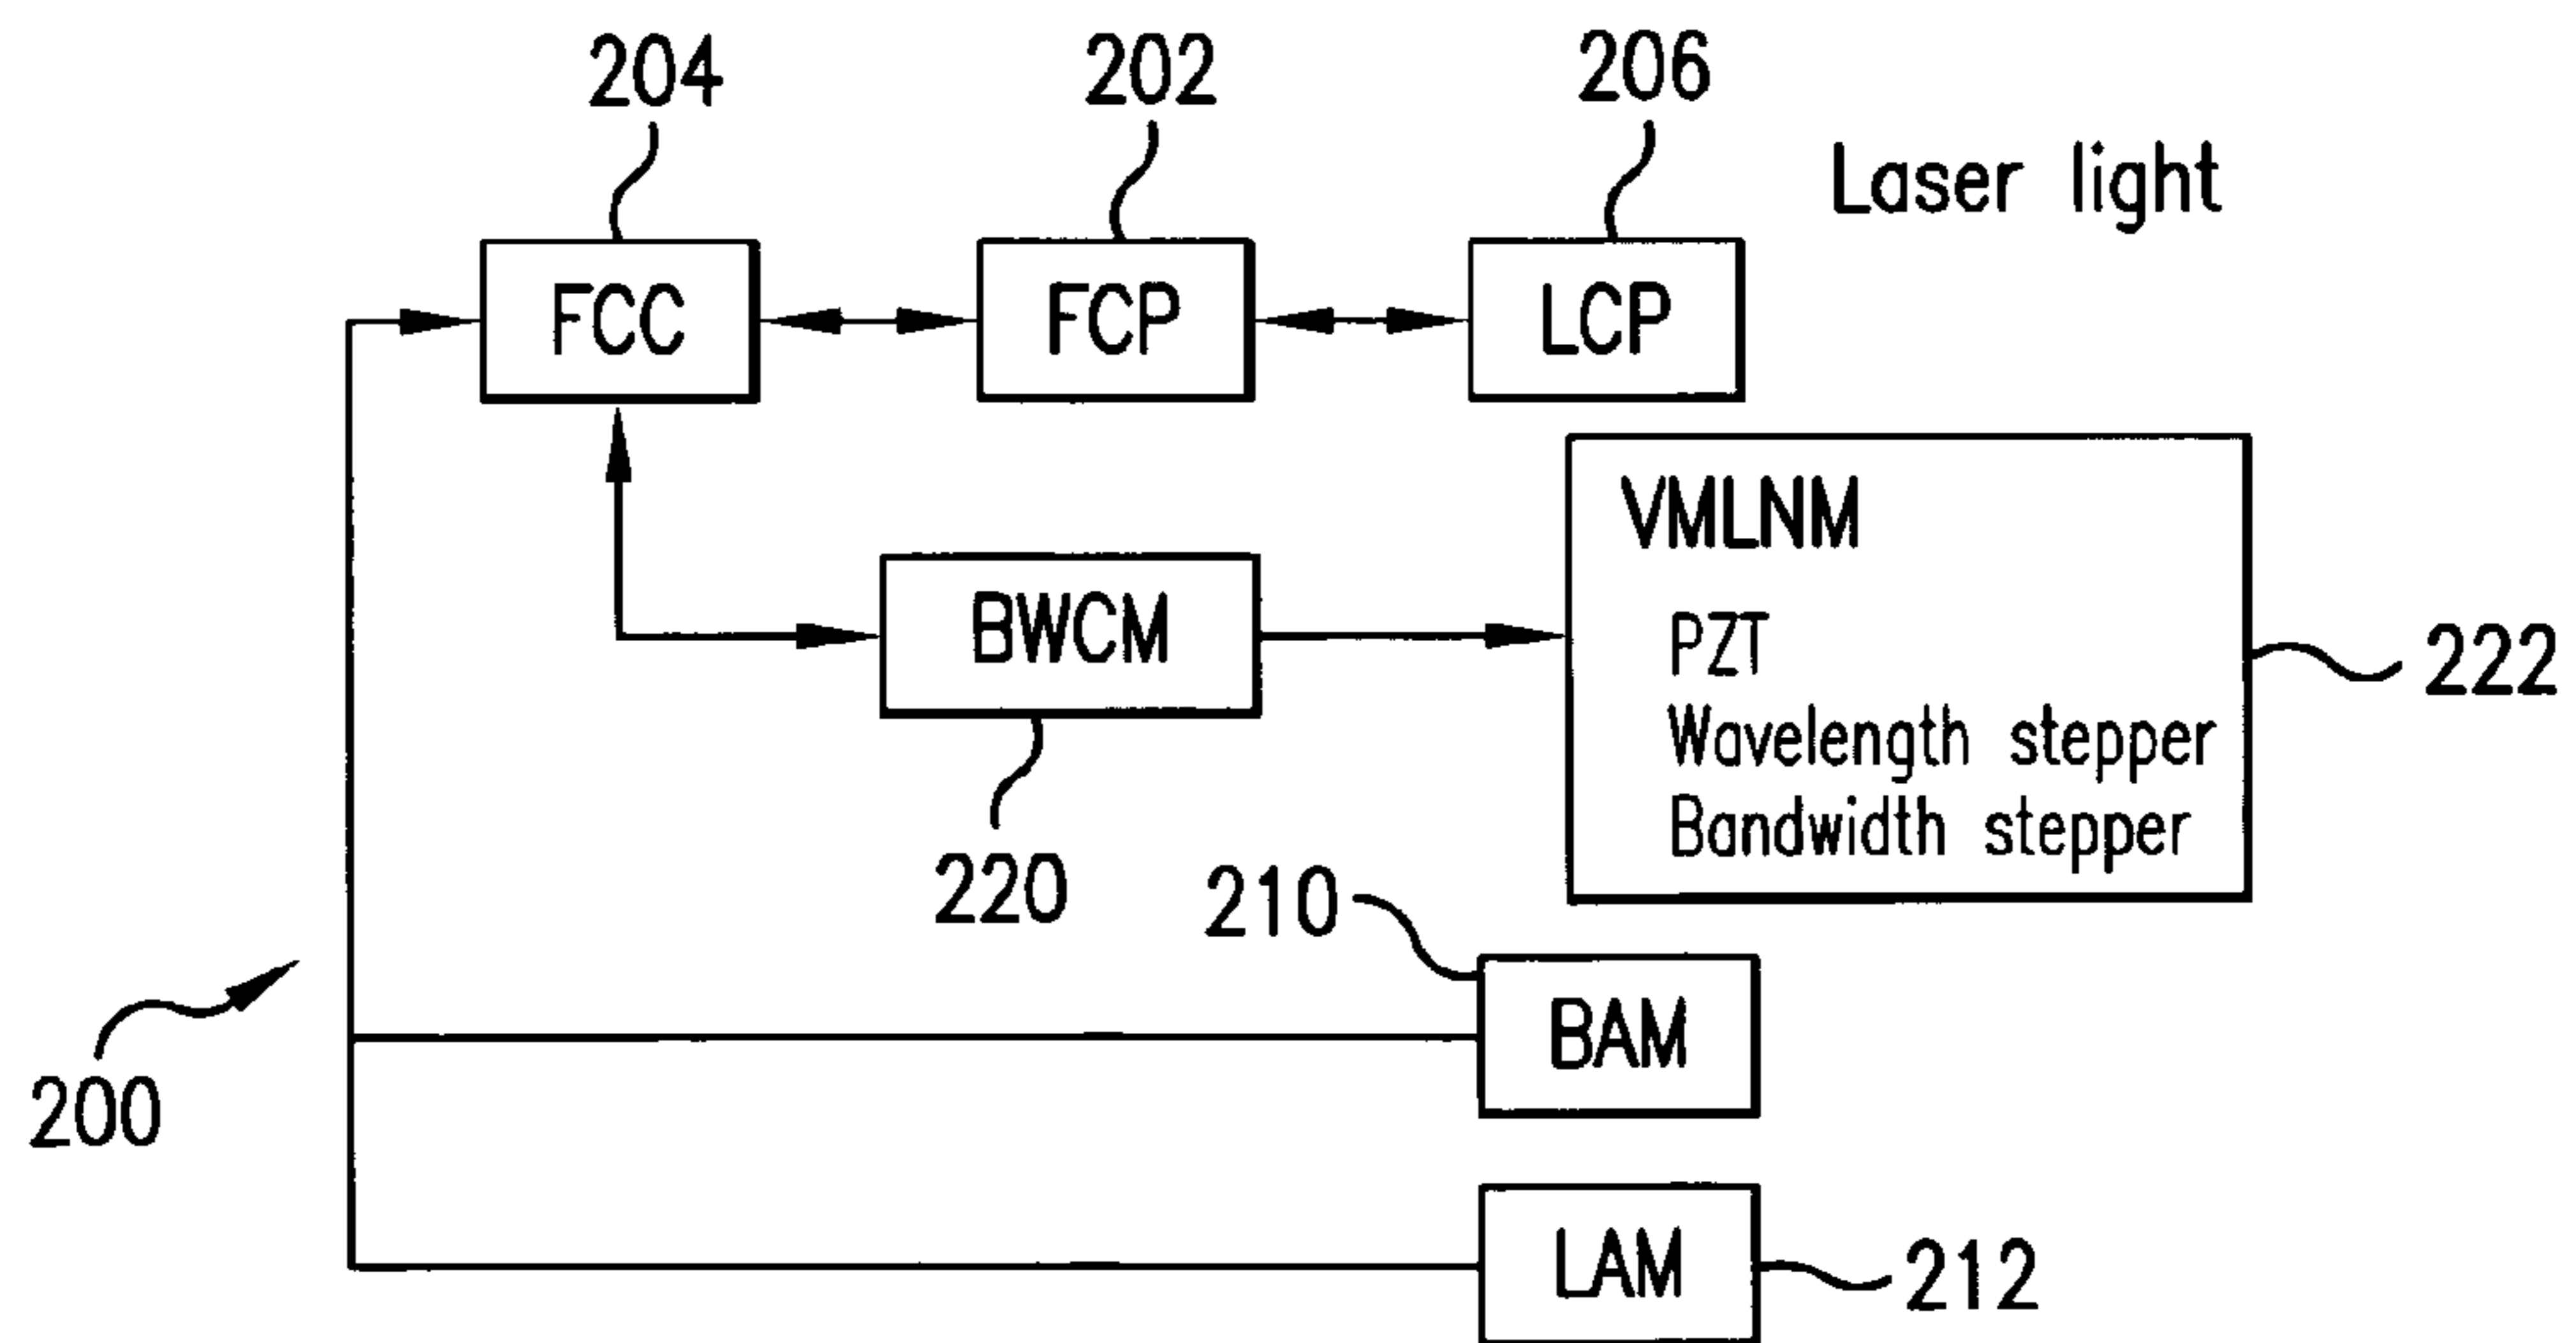 204
202
206
Laser light
FCC
FCP
LCP
VMLNM
BWCM
PZT
222
Wavelength stepper
Bandwidth stepper
220
210
BAM
200
LAM
212